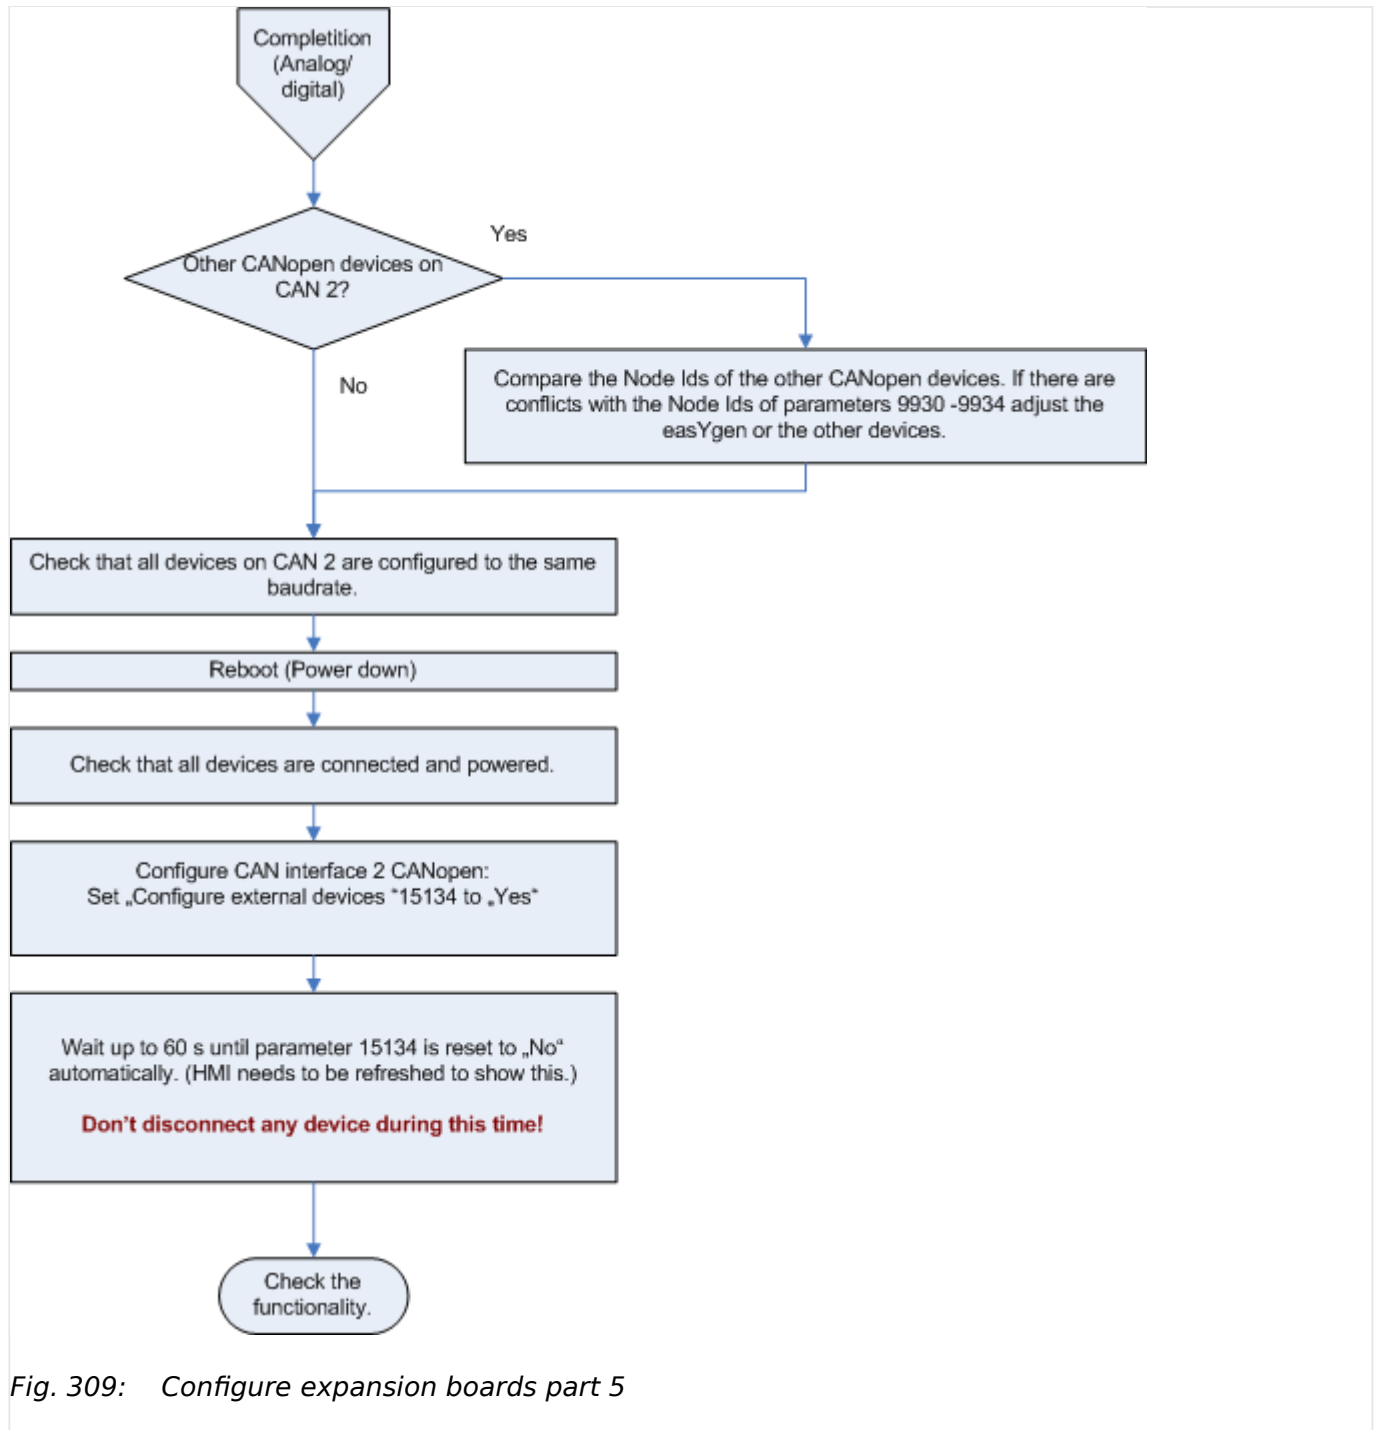 Completition
(Analog/
digital)
Other CANopen devices on
CAN 2?
Yes
No
Compare the Node Ids of the other CANopen devices. If there are
conflicts with the Node Ids of parameters 9930 -9934 adjust the
easYgen or the other devices.
Check that all devices on CAN 2 are configured to the same
baudrate.
Reboot (Power down)
Check that all devices are connected and powered.
Configure CAN interface 2 CANopen:
Set „Configure external devices “15134 to „Yes“
Wait up to 60 s until parameter 15134 is reset to „No“
automatically. (HMI needs to be refreshed to show this.)
Don’t disconnect any device during this time!
Check the
functionality.
Fig. 309: Configure expansion boards part 5